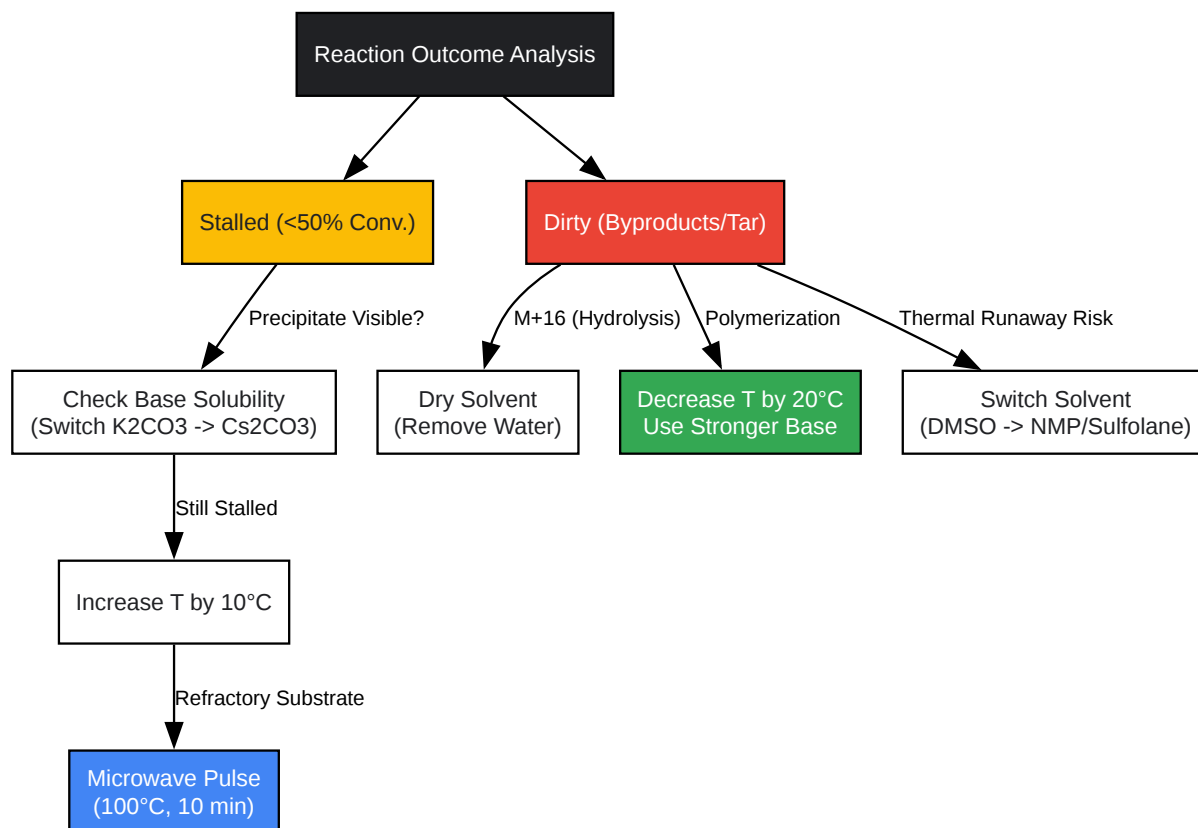 Reaction Outcome Analysis
Stalled (<50% Conv.)
Dirty (Byproducts/Tar)
Precipitate Visible?
M+16 (Hydrolysis)
Polymerization
Thermal Runaway Risk
Check Base Solubility
(Switch K2CO3 -> Cs2CO3)
Dry Solvent
(Remove Water)
Decrease T by 20°C
Use Stronger Base
Switch Solvent
(DMSO -> NMP/Sulfolane)
Still Stalled
Increase T by 10°C
Refractory Substrate
Microwave Pulse
(100°C, 10 min)